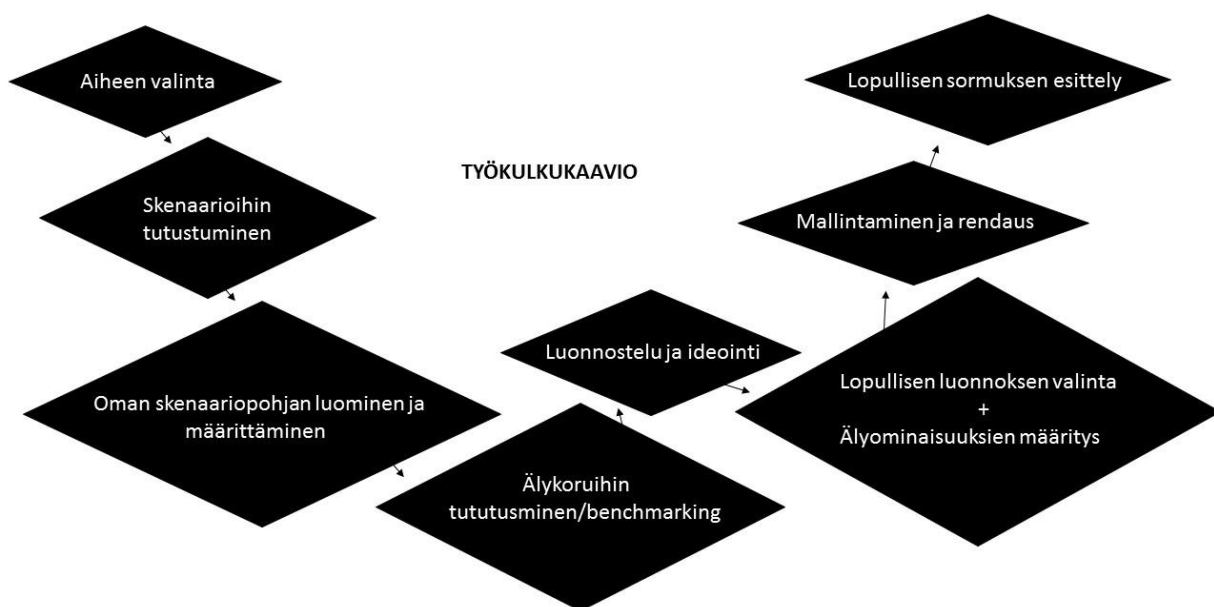 Aiheen valinta
Skenaarioihin
tutustuminen
Oman skenaariopohjan luominen ja
määrittäminen
Älykoruihin
tututusminen/benchmarking
Luonnostelu ja ideointi
Lopullisen luonnoksen valinta
+
Älyominaisuuksien määritys
Mallintaminen ja rendaus
Lopullisen sormuksen esittely
TYÖKULKUKAAVIO